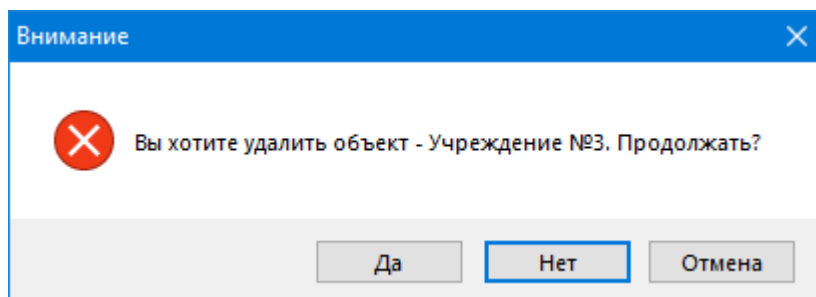 Внимание
Вы хотите удалить объект - Учреждение №3. Продолжать?
Да Нет Отмена